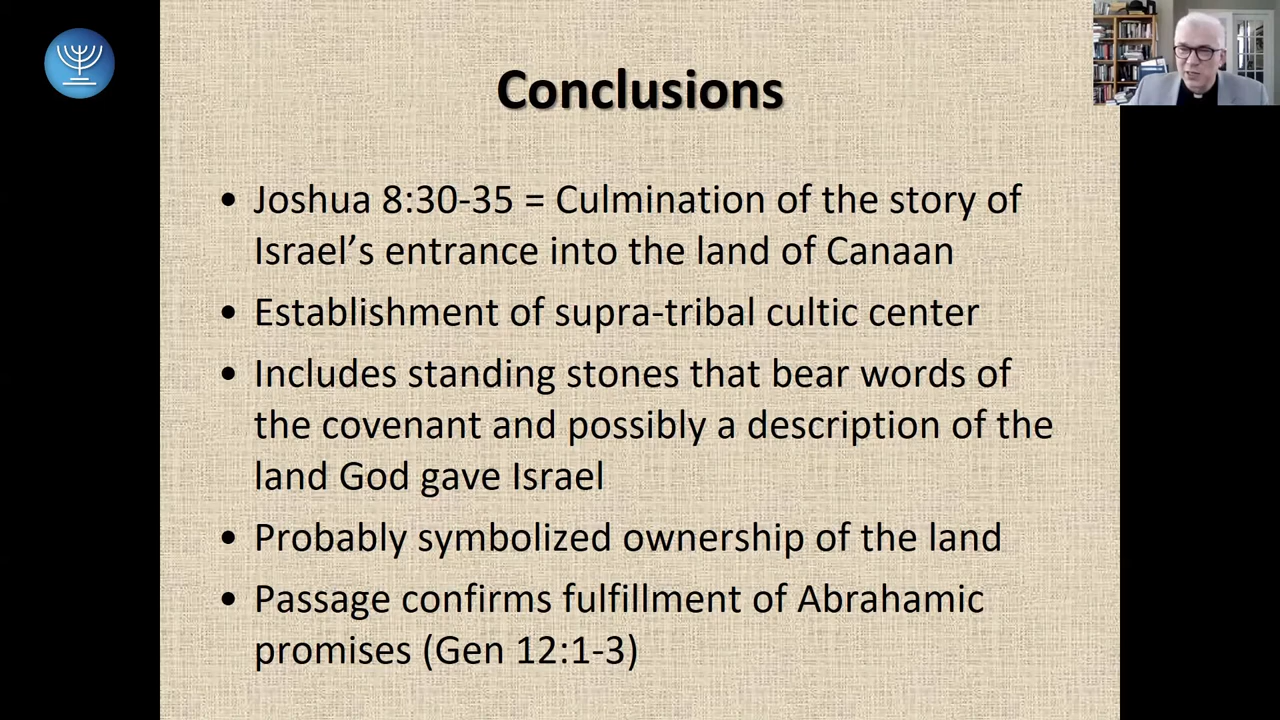 Conclusions
• Joshua 8:30-35 = Culmination of the story of
Israel’s entrance into the land of Canaan
• Establishment of supra-tribal cultic center
• Includes standing stones that bear words of
the covenant and possibly a description of the
land God gave Israel
• Probably symbolized ownership of the land
• Passage confirms fulfillment of Abrahamic
promises (Gen 12:1-3)